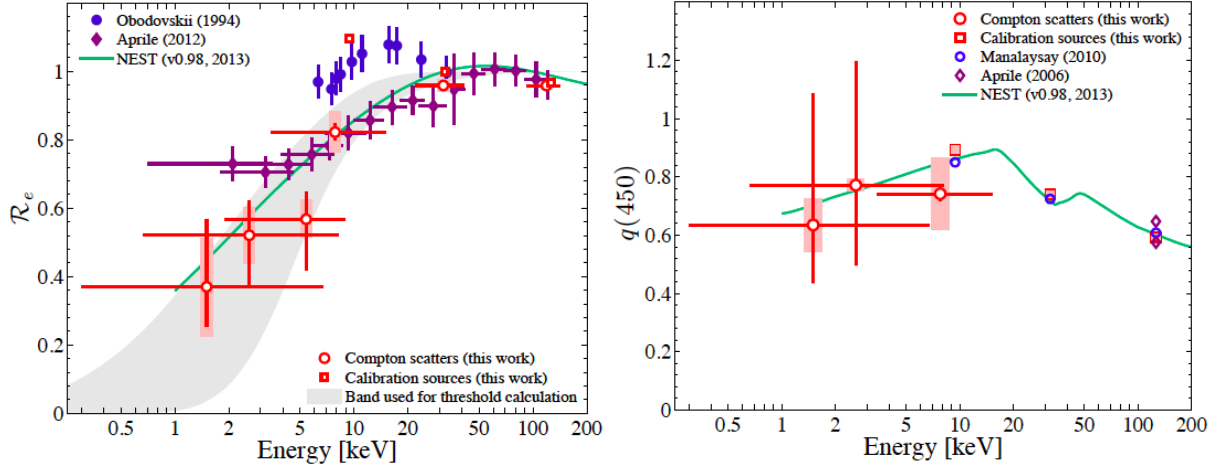 Obodovskii (1994)
Aprile (2012)
NEST (v0.98, 2013)
1.2
1
0.8
0.6
0.4
0.2
0
ℛe
Compton scatters (this work)
Calibration sources (this work)
Band used for threshold calculation
0.5 1 2 5 10 20 50 100 200
Energy [keV]
Compton scatters (this work)
Calibration sources (this work)
Manalaysay (2010)
Aprile (2006)
NEST (v0.98, 2013)
1.2
1
0.8
0.6
0.4
0.2
0
q(450)
0.5 1 2 5 10 20 50 100 200
Energy [keV]